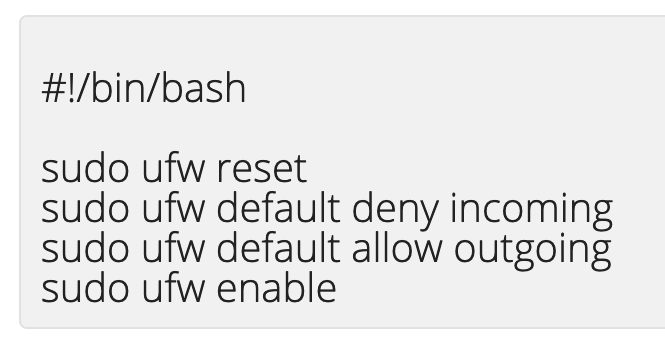 #!/bin/bash
sudo ufw reset
sudo ufw default deny incoming
sudo ufw default allow outgoing
sudo ufw enable